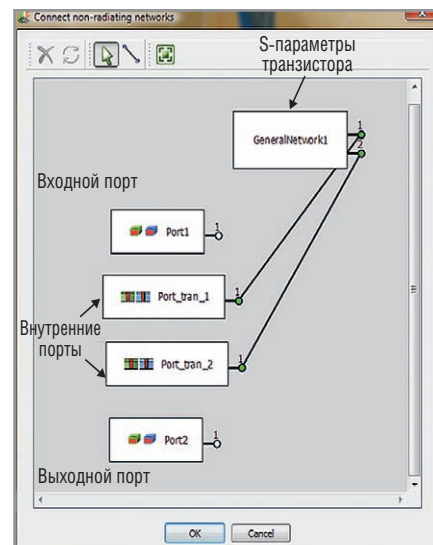 Connect non-radiating networks
S-параметры
транзистора
1
GeneralNetwork1
2
Входной порт
Port1
1
Port_tran_1
1
Внутренние
порты
Port_tran_2
1
Port2
1
Выходной порт
OK
Cancel